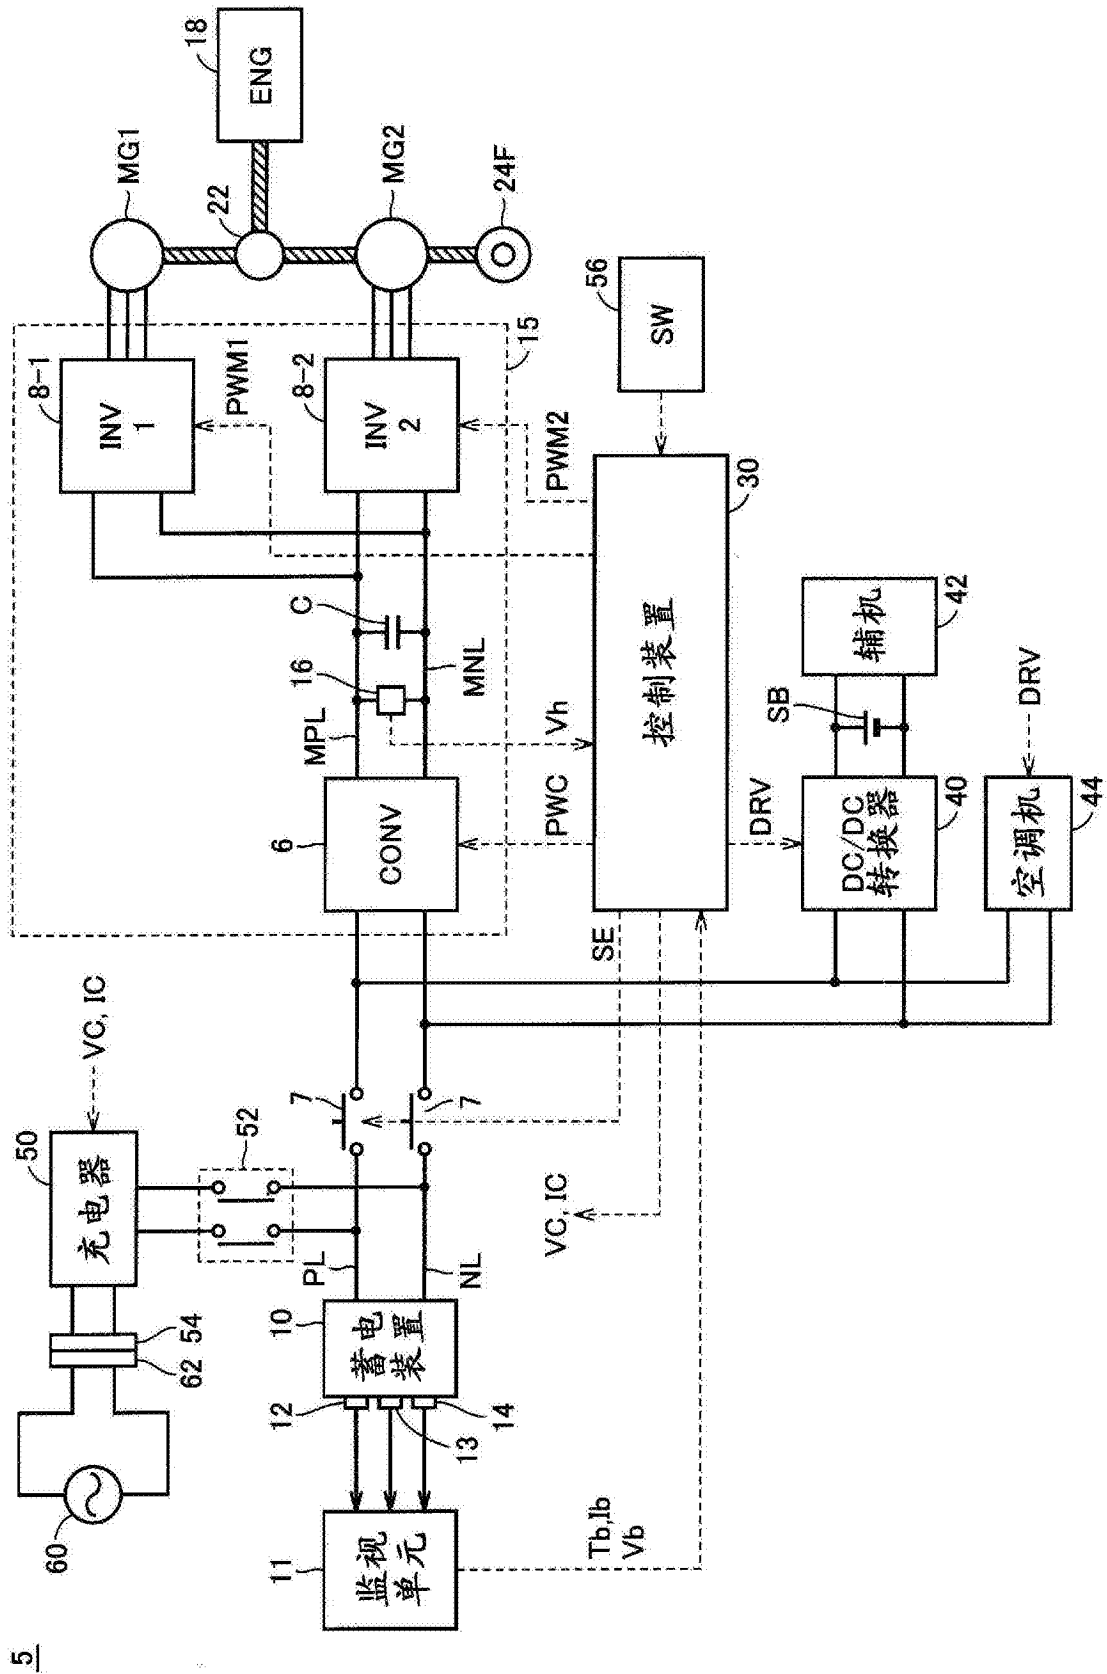 5
60
62
54
50
充电器
VC, IC
52
11
监视
单元
12
13
14
10
蓄电
装置
PL
NL
7
7
Tb,Ib
Vb
VC, IC
SE
6
CONV
MPL
16
C
MNL
8-1
INV
1
8-2
INV
2
15
PWM1
PWM2
PWC
Vh
MG1
22
18
ENG
MG2
24F
56
SW
30
控制装置
DRV
DC/DC
转换器
40
SB
辅机
42
空调机
44
DRV